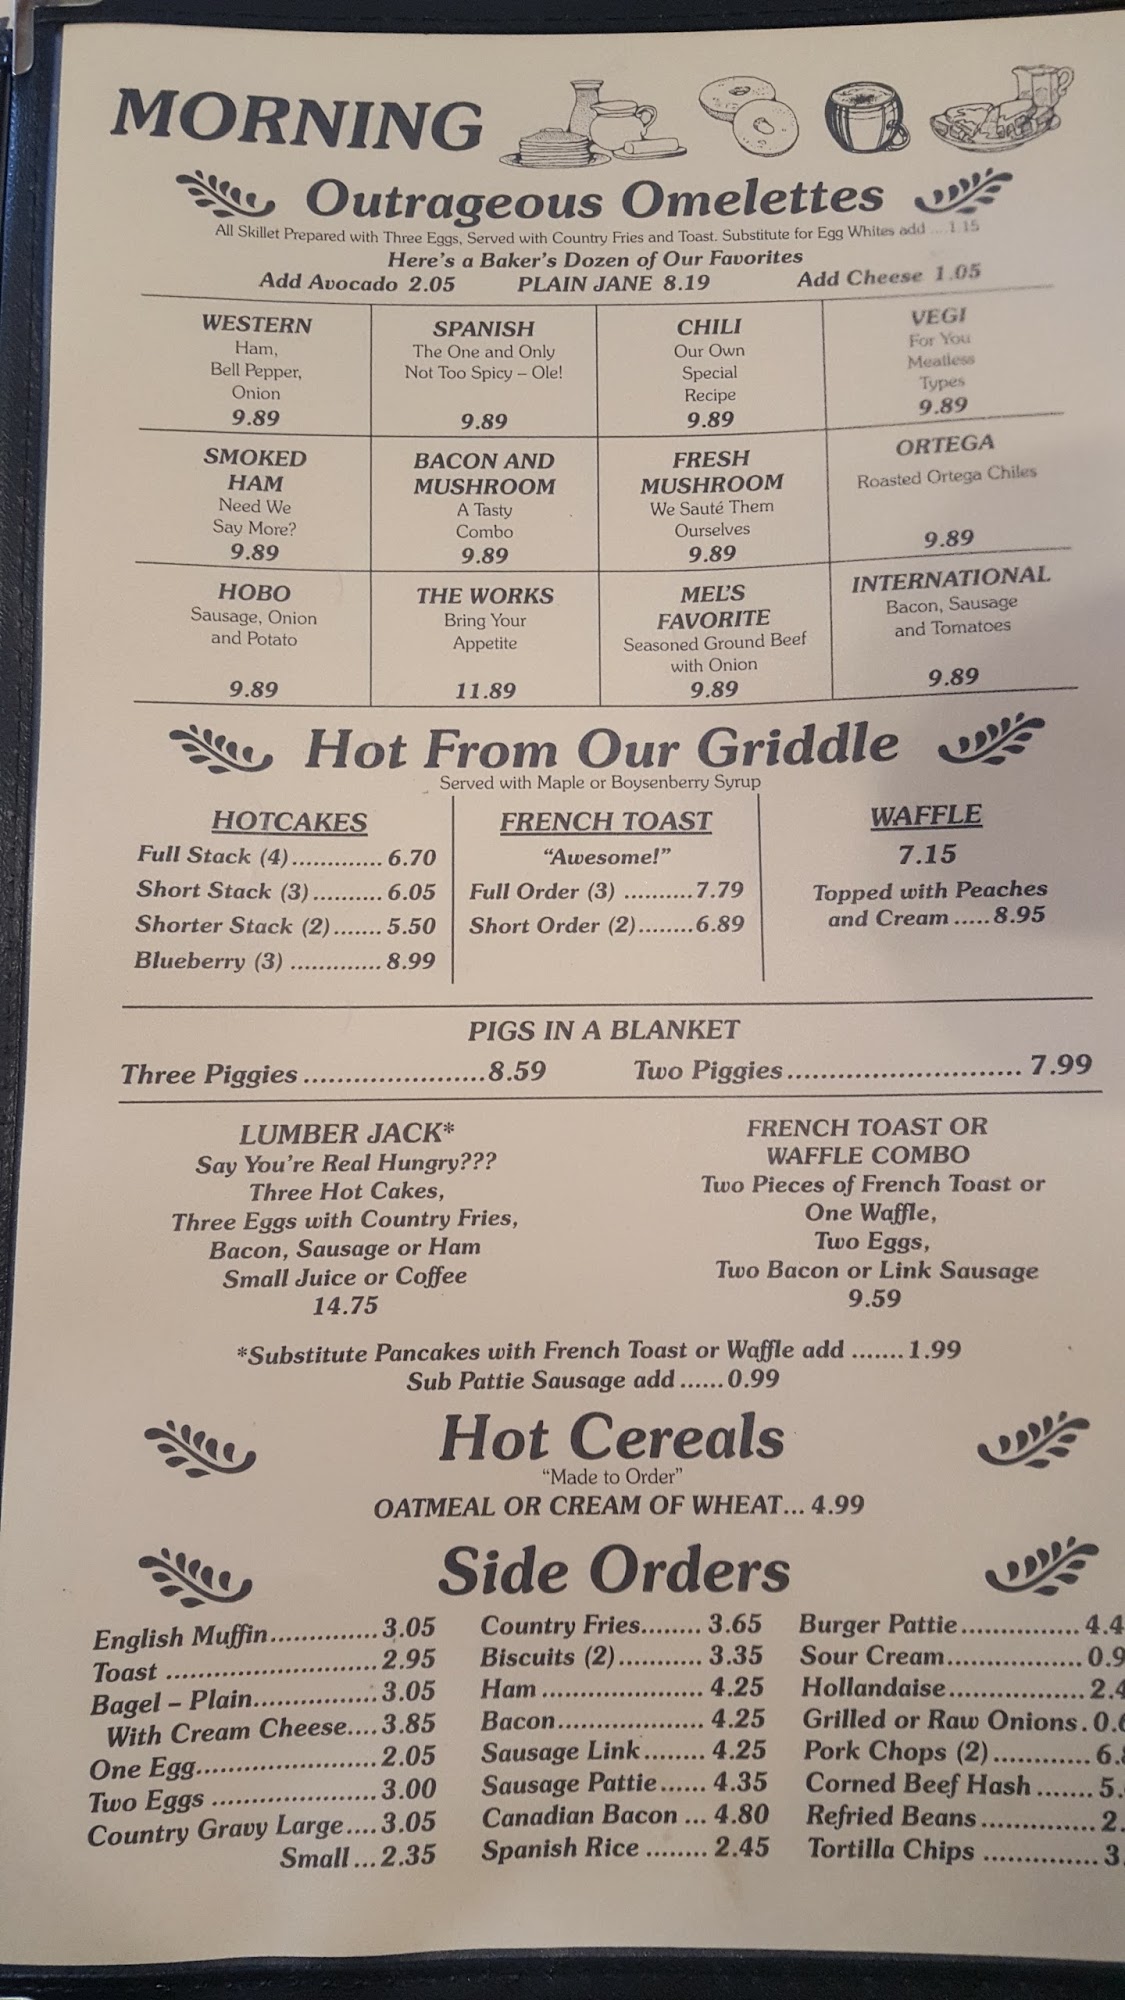 MORNING
Outrageous Omelettes
All Skillet Prepared with Three Eggs, Served with Country Fries and Toast. Substitute for Egg Whites add ....1.15
Here's a Baker's Dozen of Our Favorites
Add Avocado 2.05 PLAIN JANE 8.19 Add Cheese 1.05
WESTERN
Ham,
Bell Pepper,
Onion
9.89
SPANISH
The One and Only
Not Too Spicy – Ole!
9.89
CHILI
Our Own
Special
Recipe
9.89
VEGI
For You
Meatless
Types
9.89
SMOKED
HAM
Need We
Say More?
9.89
BACON AND
MUSHROOM
A Tasty
Combo
9.89
FRESH
MUSHROOM
We Sauté Them
Ourselves
9.89
ORTEGA
Roasted Ortega Chiles
9.89
HOBO
Sausage, Onion
and Potato
9.89
THE WORKS
Bring Your
Appetite
11.89
MEL'S
FAVORITE
Seasoned Ground Beef
with Onion
9.89
INTERNATIONAL
Bacon, Sausage
and Tomatoes
9.89
Hot From Our Griddle
Served with Maple or Boysenberry Syrup
HOTCAKES
Full Stack (4)............. 6.70
Short Stack (3)........... 6.05
Shorter Stack (2)....... 5.50
Blueberry (3) ............. 8.99
FRENCH TOAST
“Awesome!”
Full Order (3) ..........7.79
Short Order (2)........6.89
WAFFLE
7.15
Topped with Peaches
and Cream .....8.95
PIGS IN A BLANKET
Three Piggies......................8.59 Two Piggies............................ 7.99
LUMBER JACK*
Say You're Real Hungry???
Three Hot Cakes,
Three Eggs with Country Fries,
Bacon, Sausage or Ham
Small Juice or Coffee
14.75
FRENCH TOAST OR
WAFFLE COMBO
Two Pieces of French Toast or
One Waffle,
Two Eggs,
Two Bacon or Link Sausage
9.59
*Substitute Pancakes with French Toast or Waffle add .......1.99
Sub Pattie Sausage add ......0.99
Hot Cereals
“Made to Order”
OATMEAL OR CREAM OF WHEAT... 4.99
Side Orders
English Muffin..............3.05
Toast ...........................2.95
Bagel – Plain................3.05
With Cream Cheese....3.85
One Egg.......................2.05
Two Eggs .....................3.00
Country Gravy Large....3.05
Small ...2.35
Country Fries........ 3.65
Biscuits (2)........... 3.35
Ham ..................... 4.25
Bacon................... 4.25
Sausage Link........ 4.25
Sausage Pattie...... 4.35
Canadian Bacon ... 4.80
Spanish Rice ........ 2.45
Burger Pattie...............
Sour Cream.................
Hollandaise.................
Grilled or Raw Onions.
Pork Chops (2)............
Corned Beef Hash .......
Refried Beans..............
Tortilla Chips ..............